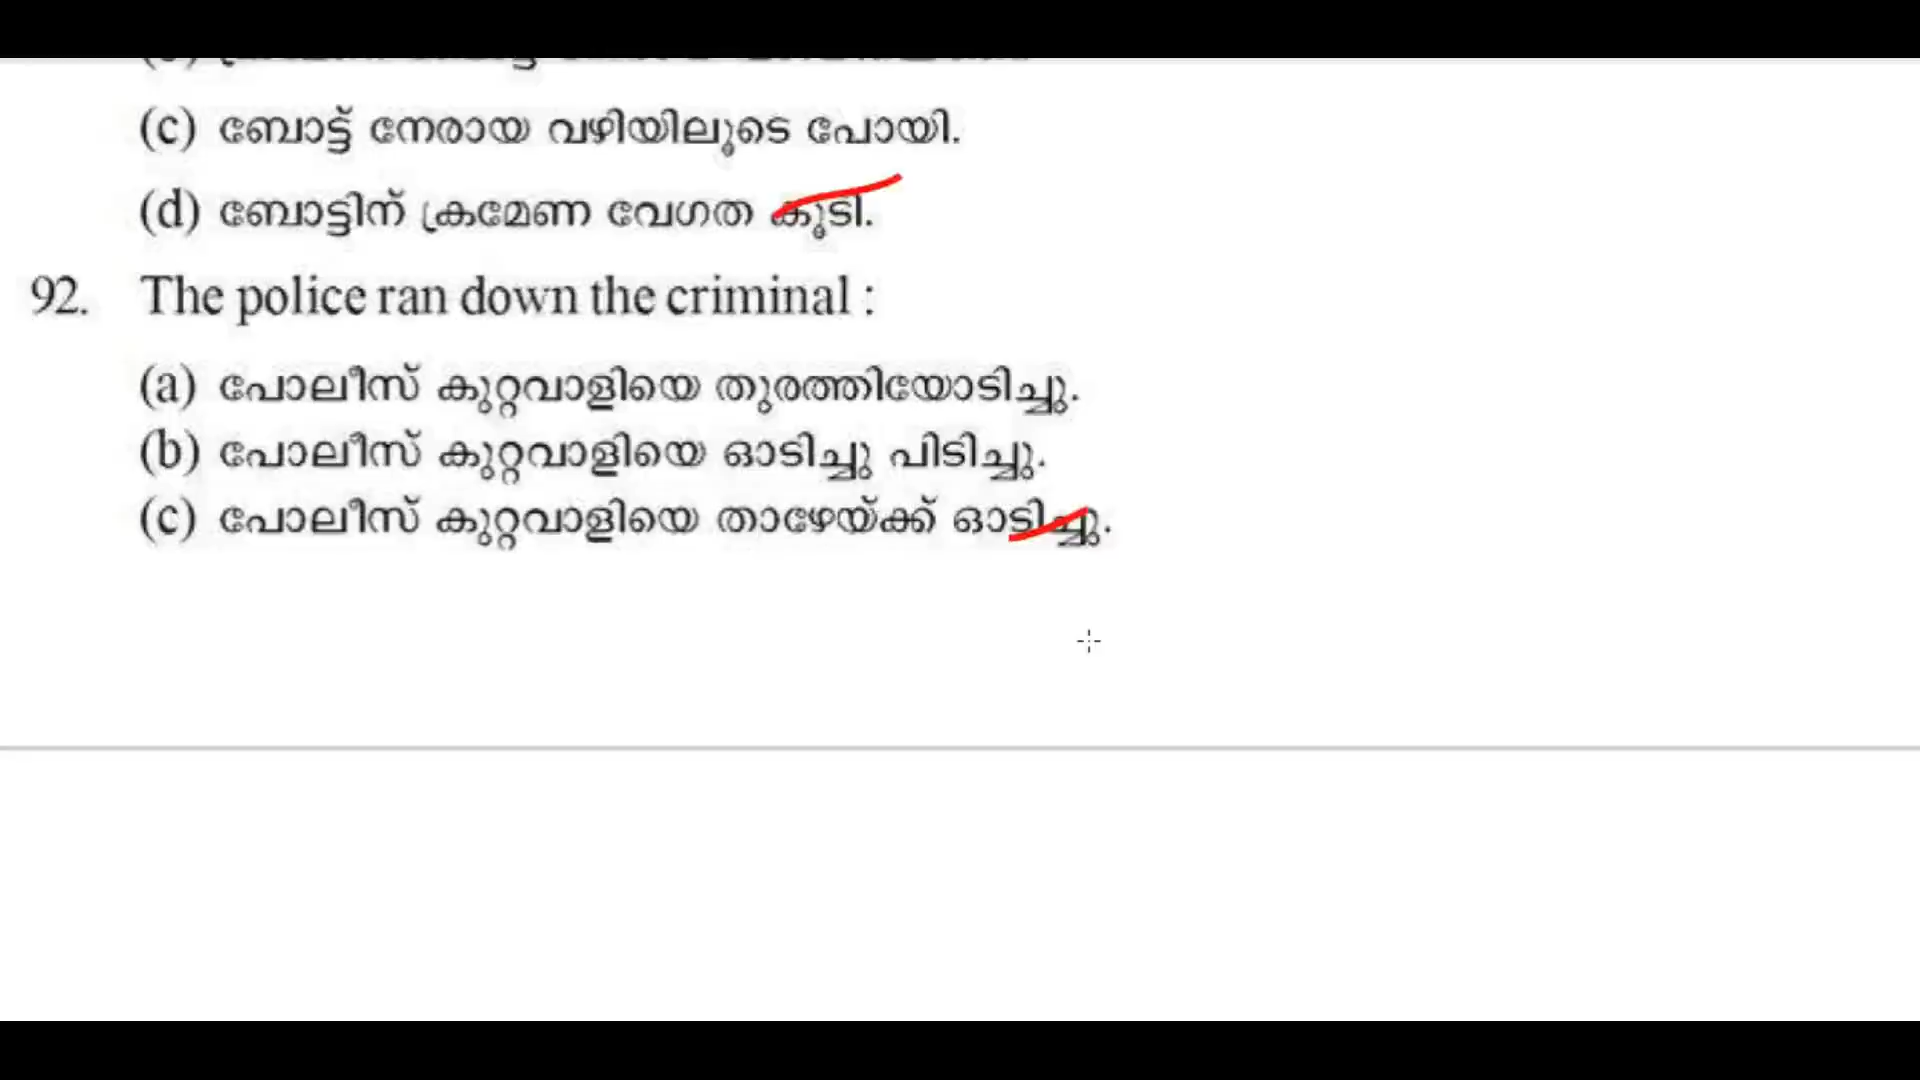 (c) ബോട്ട് നേരായ വഴിയിലൂടെ പോയി.
(d) ബോട്ടിന് ക്രമേണ വേഗത കൂടി.
92. The police ran down the criminal :
(a) പോലീസ് കുറ്റവാളിയെ തുരത്തിയോടിച്ചു.
(b) പോലീസ് കുറ്റവാളിയെ ഓടിച്ചു പിടിച്ചു.
(c) പോലീസ് കുറ്റവാളിയെ താഴേയ്ക്ക് ഓടിച്ചു.